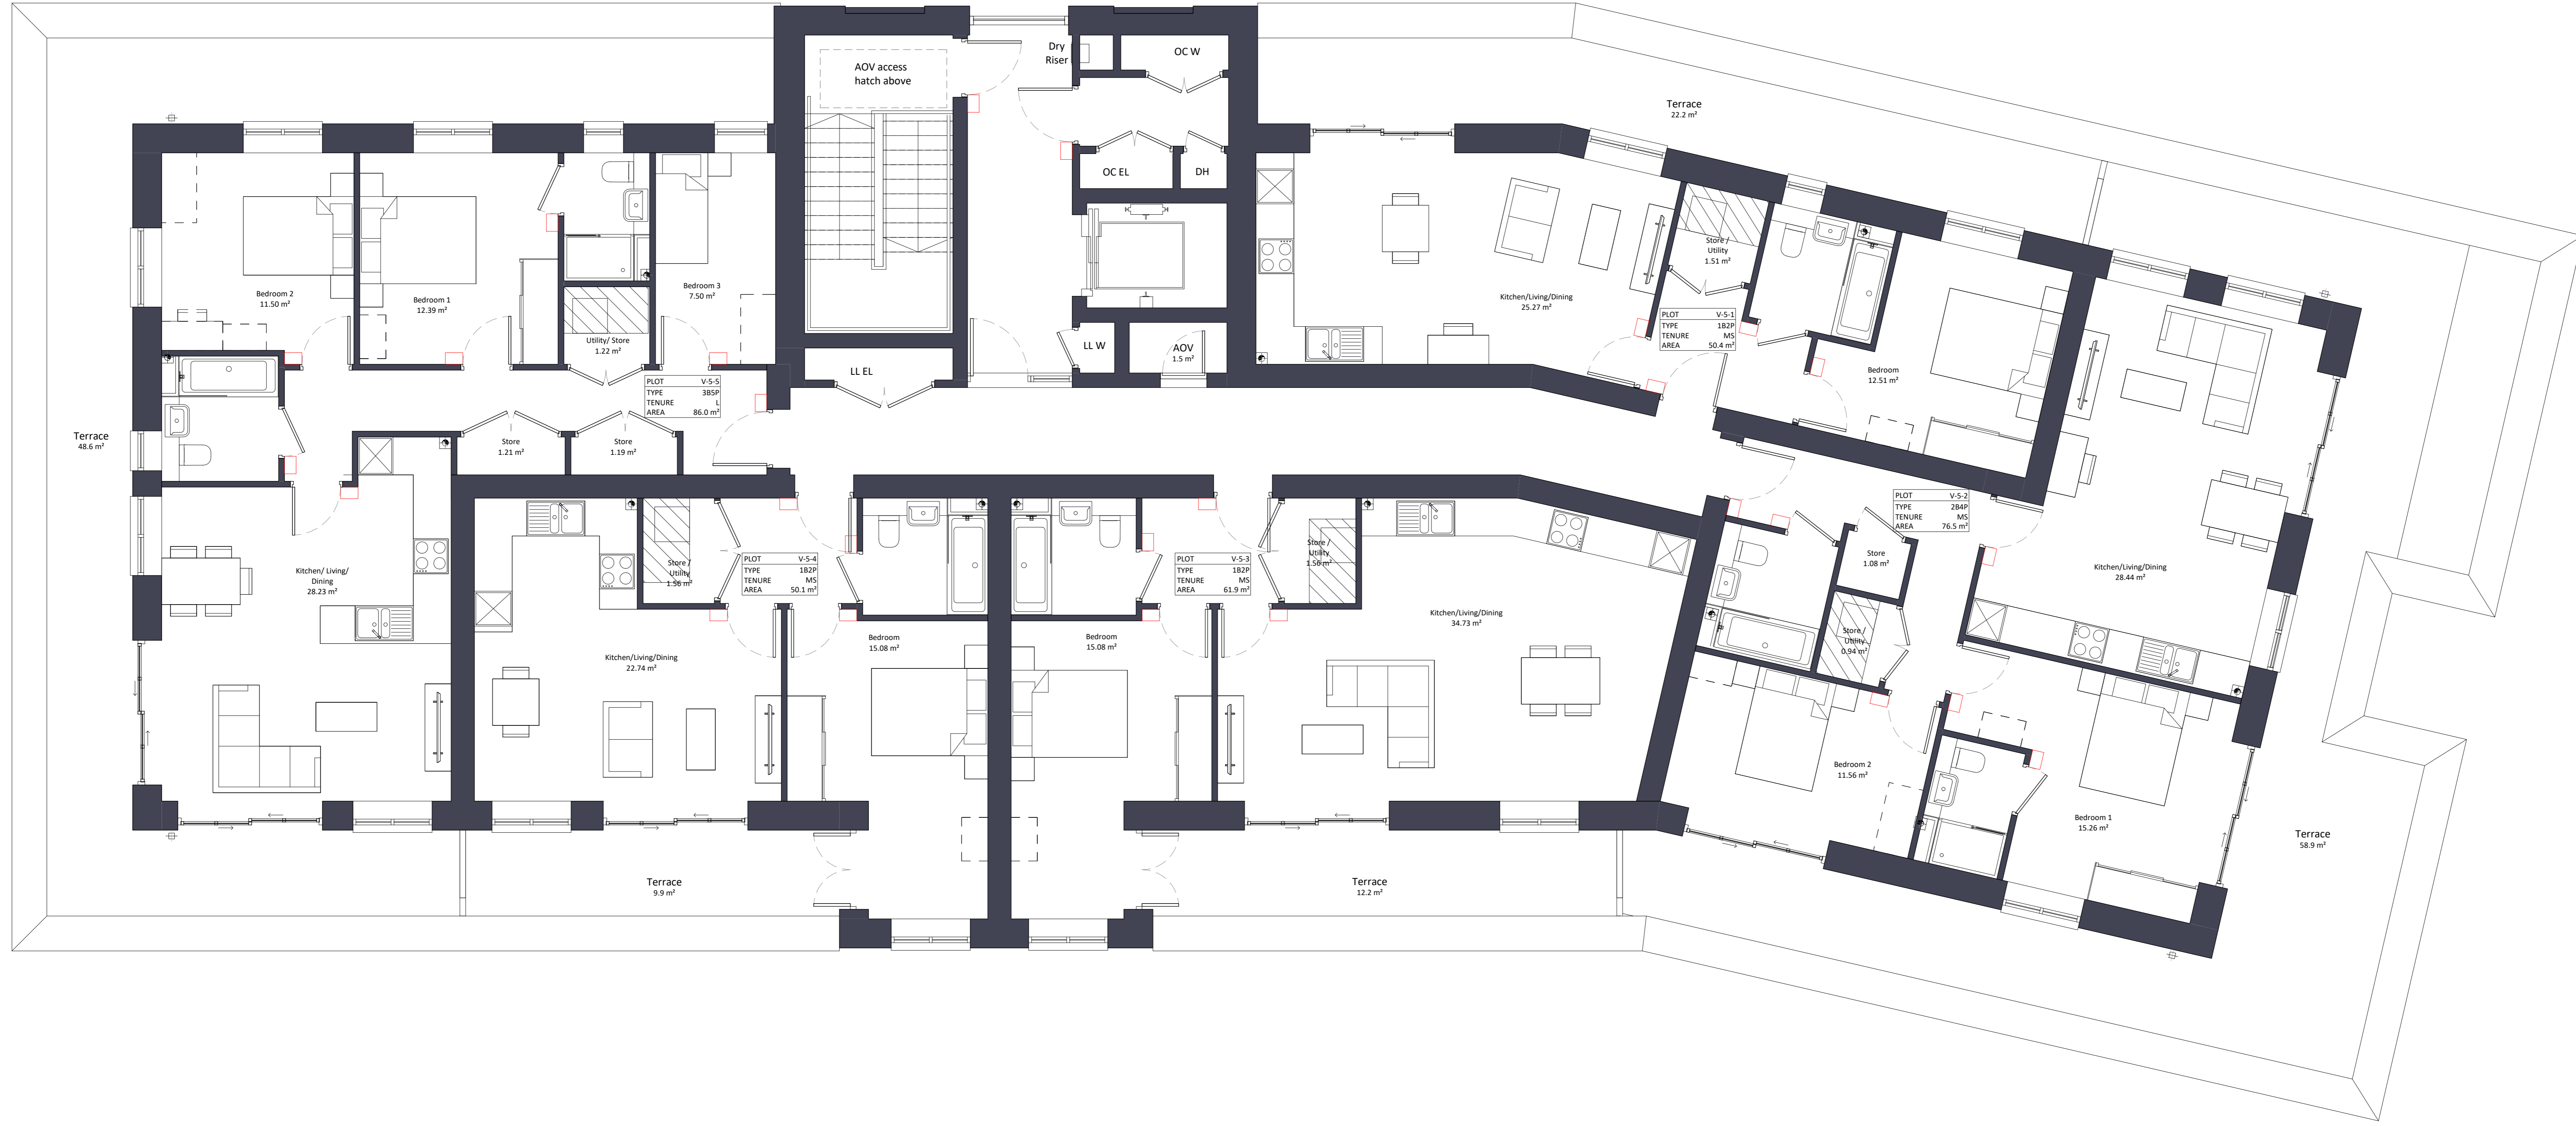 AOV access
hatch above
Dry
Riser
OC W
OC EL
DH
LL W
AOV
1.5 m²
LL EL
Terrace
22.2 m²
Bedroom 2
11.50 m²
Bedroom 1
12.39 m²
Bedroom 3
7.50 m²
Utility/ Store
1.22 m²
PLOT V-5-5
TYPE 3B5P
TENURE L
AREA 86.0 m²
Terrace
48.6 m²
Store
1.21 m²
Store
1.19 m²
Kitchen/ Living/
Dining
28.23 m²
Kitchen/Living/Dining
25.27 m²
Store /
Utility
1.51 m²
PLOT V-5-1
TYPE 1B2P
TENURE MS
AREA 50.4 m²
Bedroom
12.51 m²
PLOT V-5-2
TYPE 2B4P
TENURE MS
AREA 76.5 m²
Store
1.08 m²
Store /
Utility
0.94 m²
Kitchen/Living/Dining
28.44 m²
Store /
Utility
1.56 m²
PLOT V-5-4
TYPE 1B2P
TENURE MS
AREA 50.1 m²
Kitchen/Living/Dining
22.74 m²
Bedroom
15.08 m²
Bedroom
15.08 m²
PLOT V-5-3
TYPE 1B2P
TENURE MS
AREA 61.9 m²
Store /
Utility
1.56 m²
Kitchen/Living/Dining
34.73 m²
Bedroom 2
11.56 m²
Bedroom 1
15.26 m²
Terrace
58.9 m²
Terrace
9.9 m²
Terrace
12.2 m²